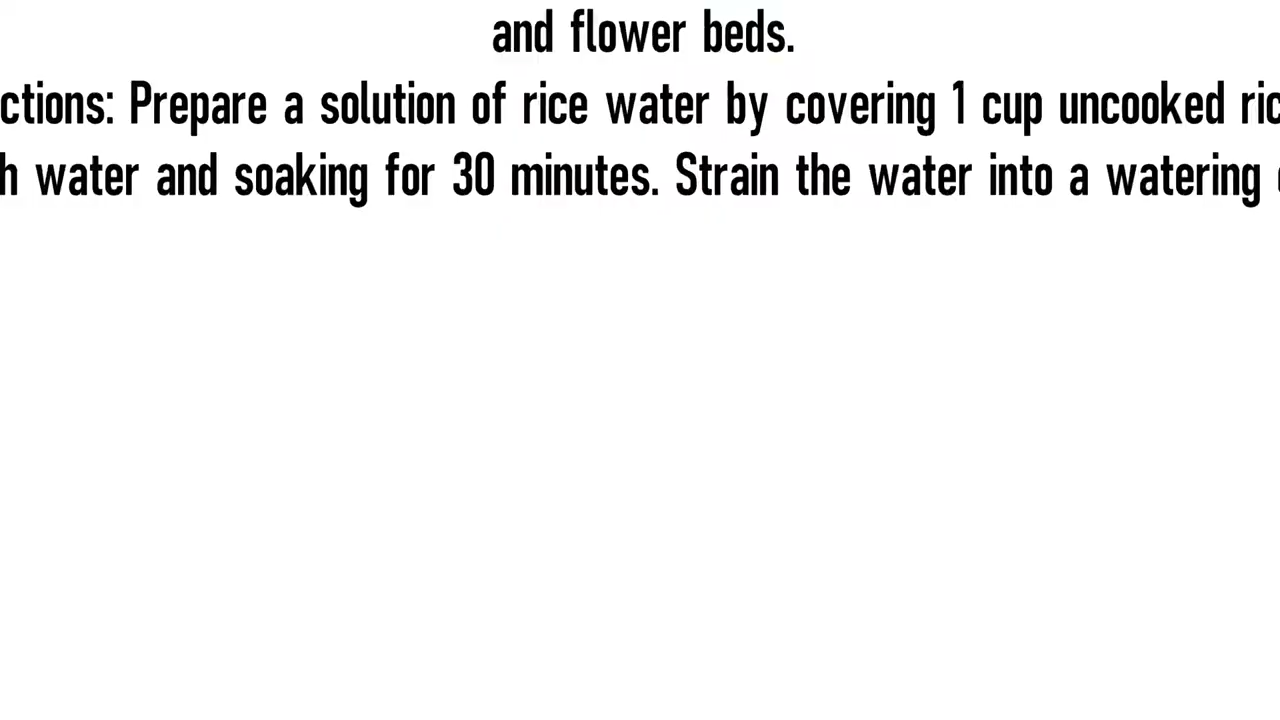 and flower beds.
ctions: Prepare a solution of rice water by covering 1 cup uncooked ric
h water and soaking for 30 minutes. Strain the water into a watering